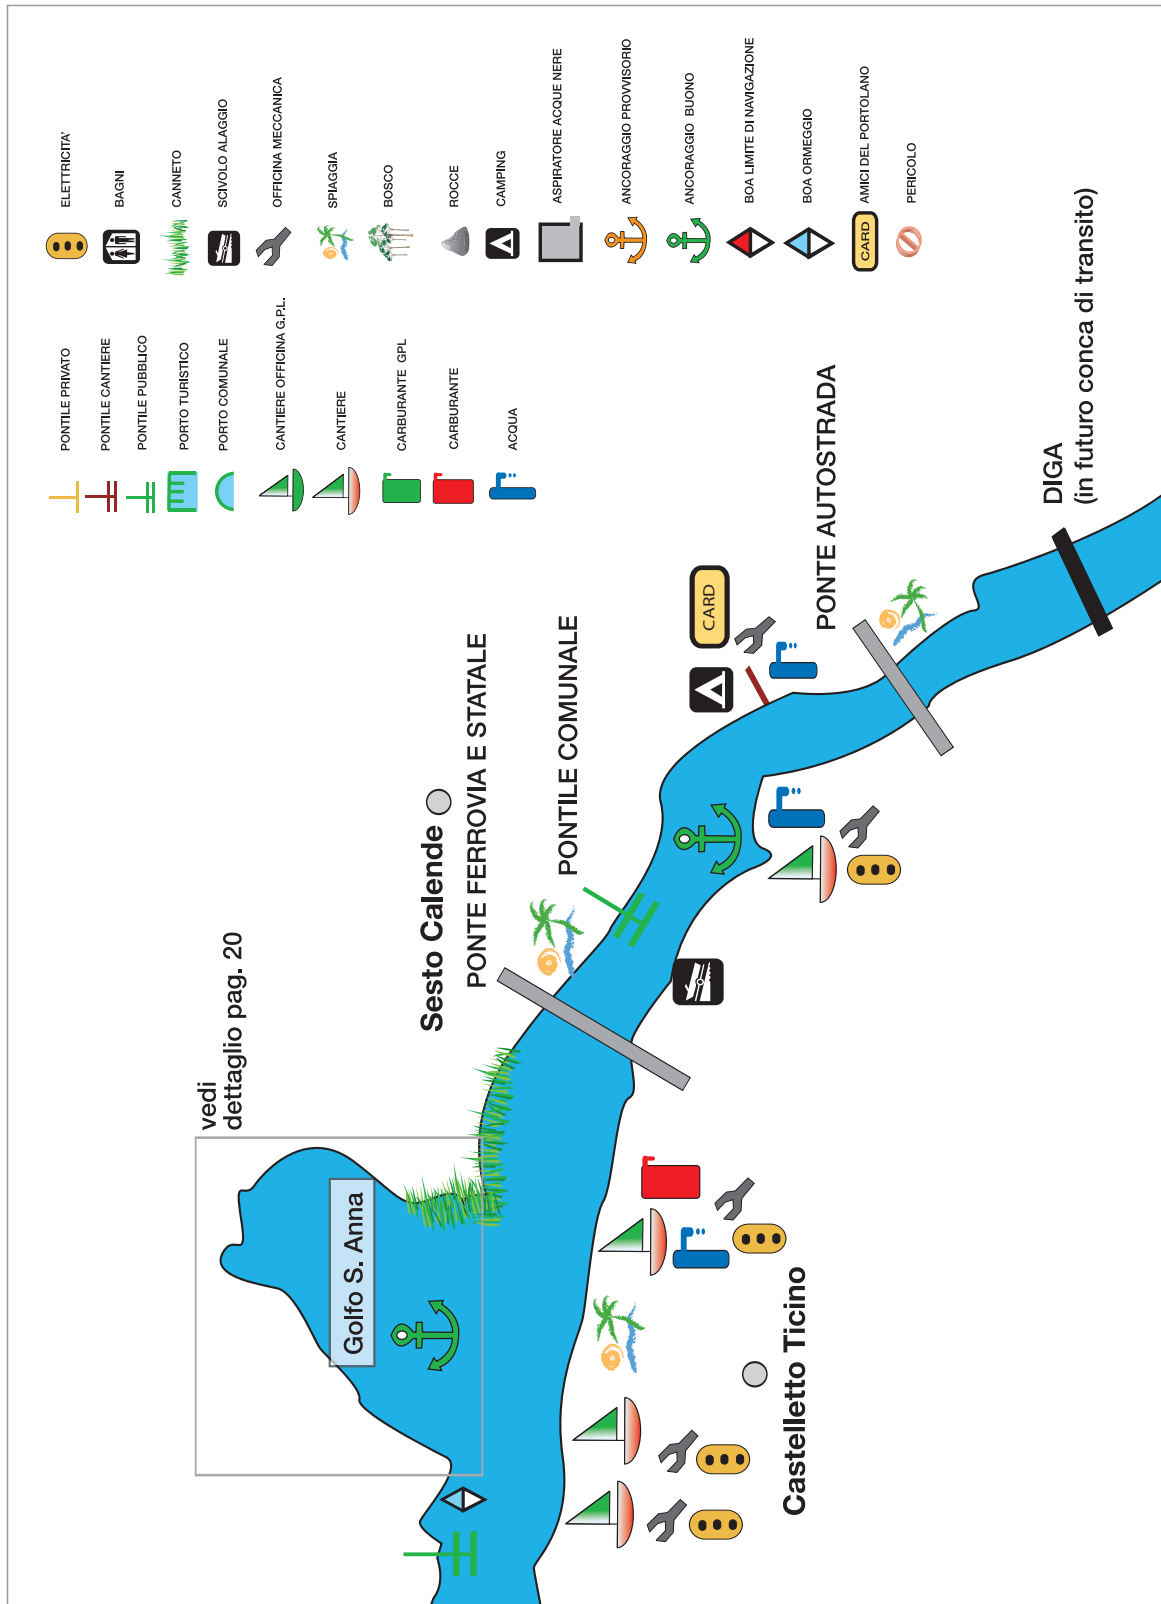 ELETTRICITA'
BAGNI
CANNETO
SCIVOLO ALAGGIO
OFFICINA MECCANICA
SPIAGGIA
BOSCO
ROCCE
CAMPING
ASPIRATORE ACQUE NERE
ANCORAGGIO PROVVISORIO
ANCORAGGIO BUONO
BOA LIMITE DI NAVIGAZIONE
BOA ORMEGGIO
CARD
AMICI DEL PORTOLANO
PERICOLO
PONTILE PRIVATO
PONTILE CANTIERE
PONTILE PUBBLICO
PORTO TURISTICO
PORTO COMUNALE
CANTIERE OFFICINA G.P.L.
CANTIERE
CARBURANTE GPL
CARBURANTE
ACQUA
vedi
dettaglio pag. 20
Golfo S. Anna
Sesto Calende
PONTE FERROVIA E STATALE
PONTILE COMUNALE
CARD
PONTE AUTOSTRADA
DIGA
(in futuro conca di transito)
Castelletto Ticino